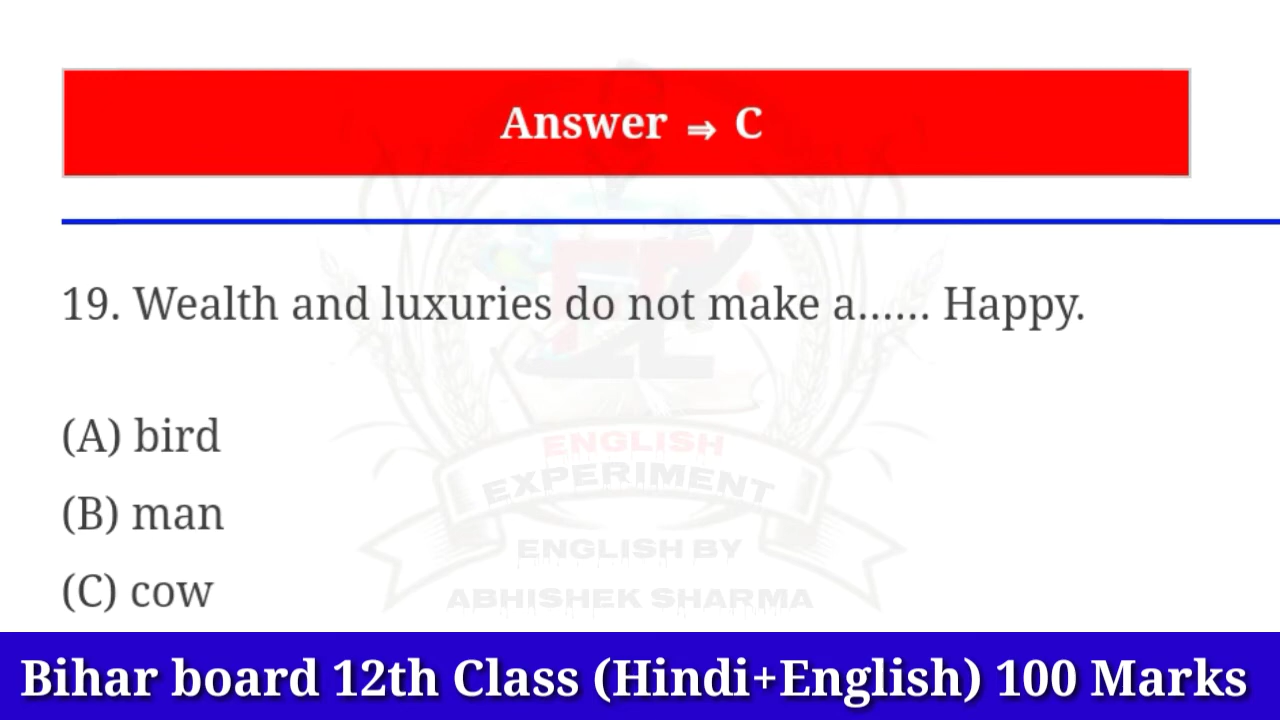 Answer ⇒ C
19. Wealth and luxuries do not make a...... Happy.
(A) bird
(B) man
(C) cow
ENGLISH
EXPERIMENT
ENGLISH BY
ABHISHEK SHARMA
Bihar board 12th Class (Hindi+English) 100 Marks